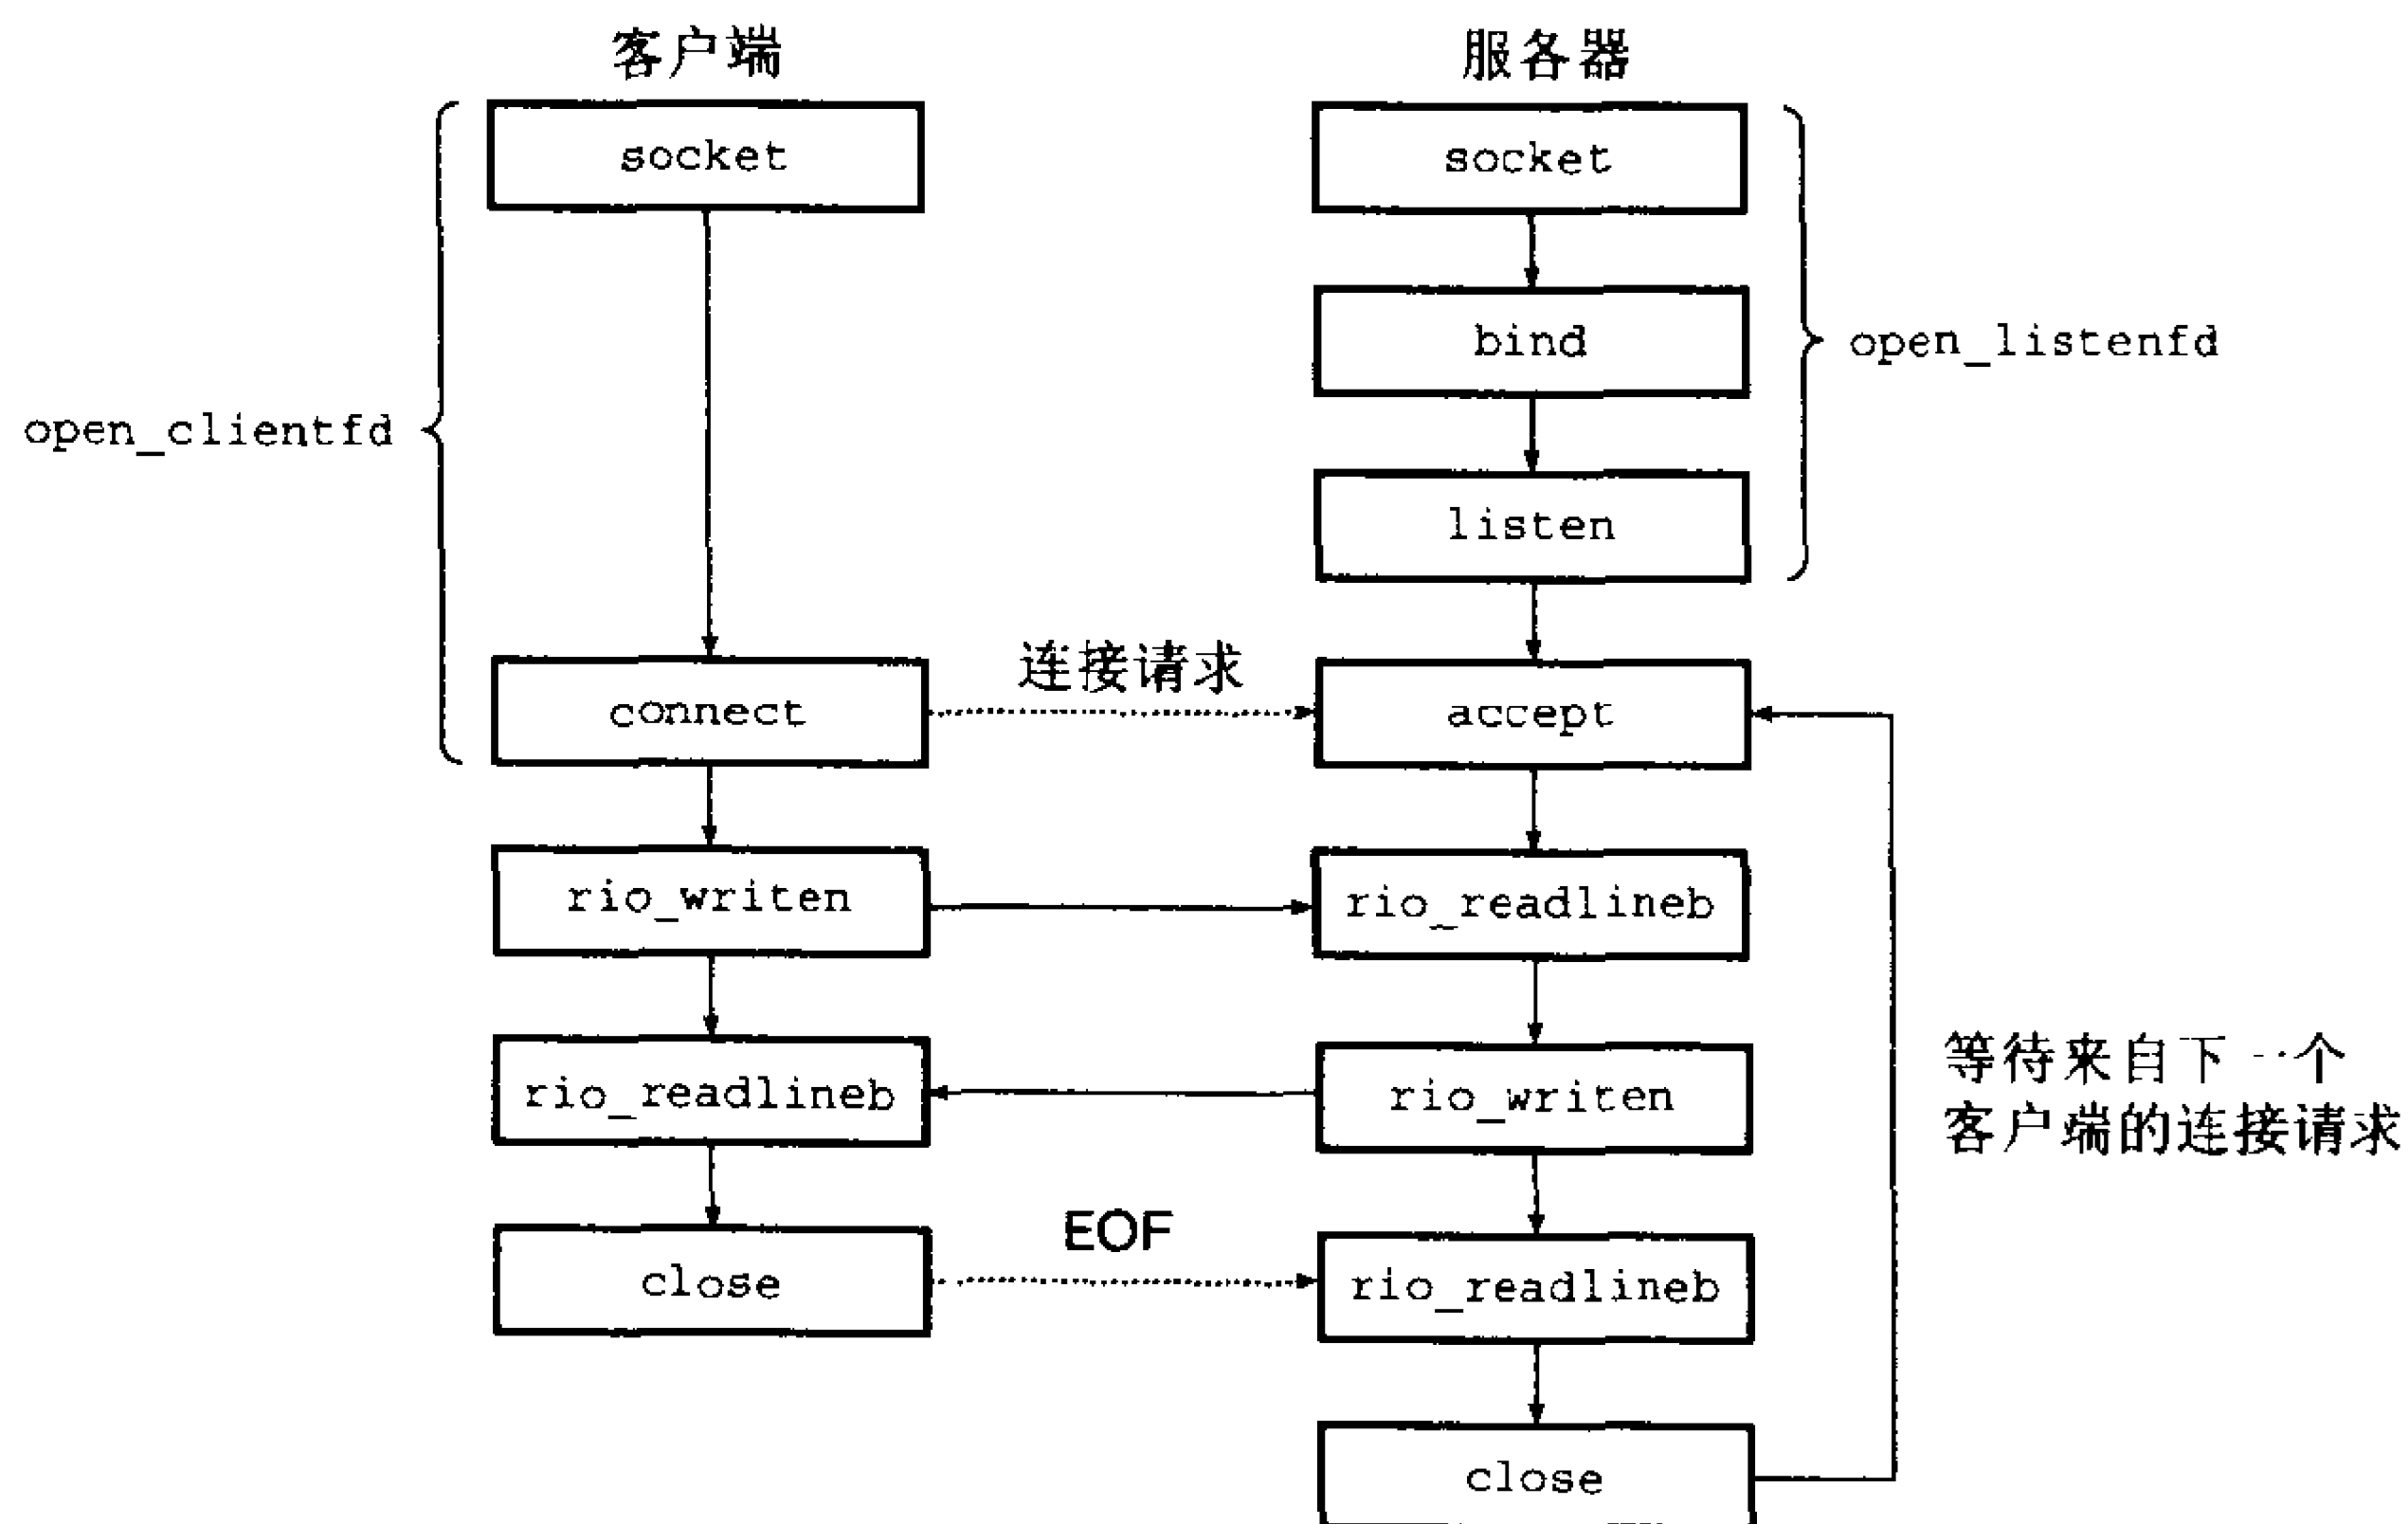 客户端
服务器
socket
socket
bind
open_listenfd
open_clientfd
listen
连接请求
connect
accept
rio_writen
rio_readlineb
等待来自下一个
客户端的连接请求
rio_readlineb
rio_writen
EOF
close
rio_readlineb
close